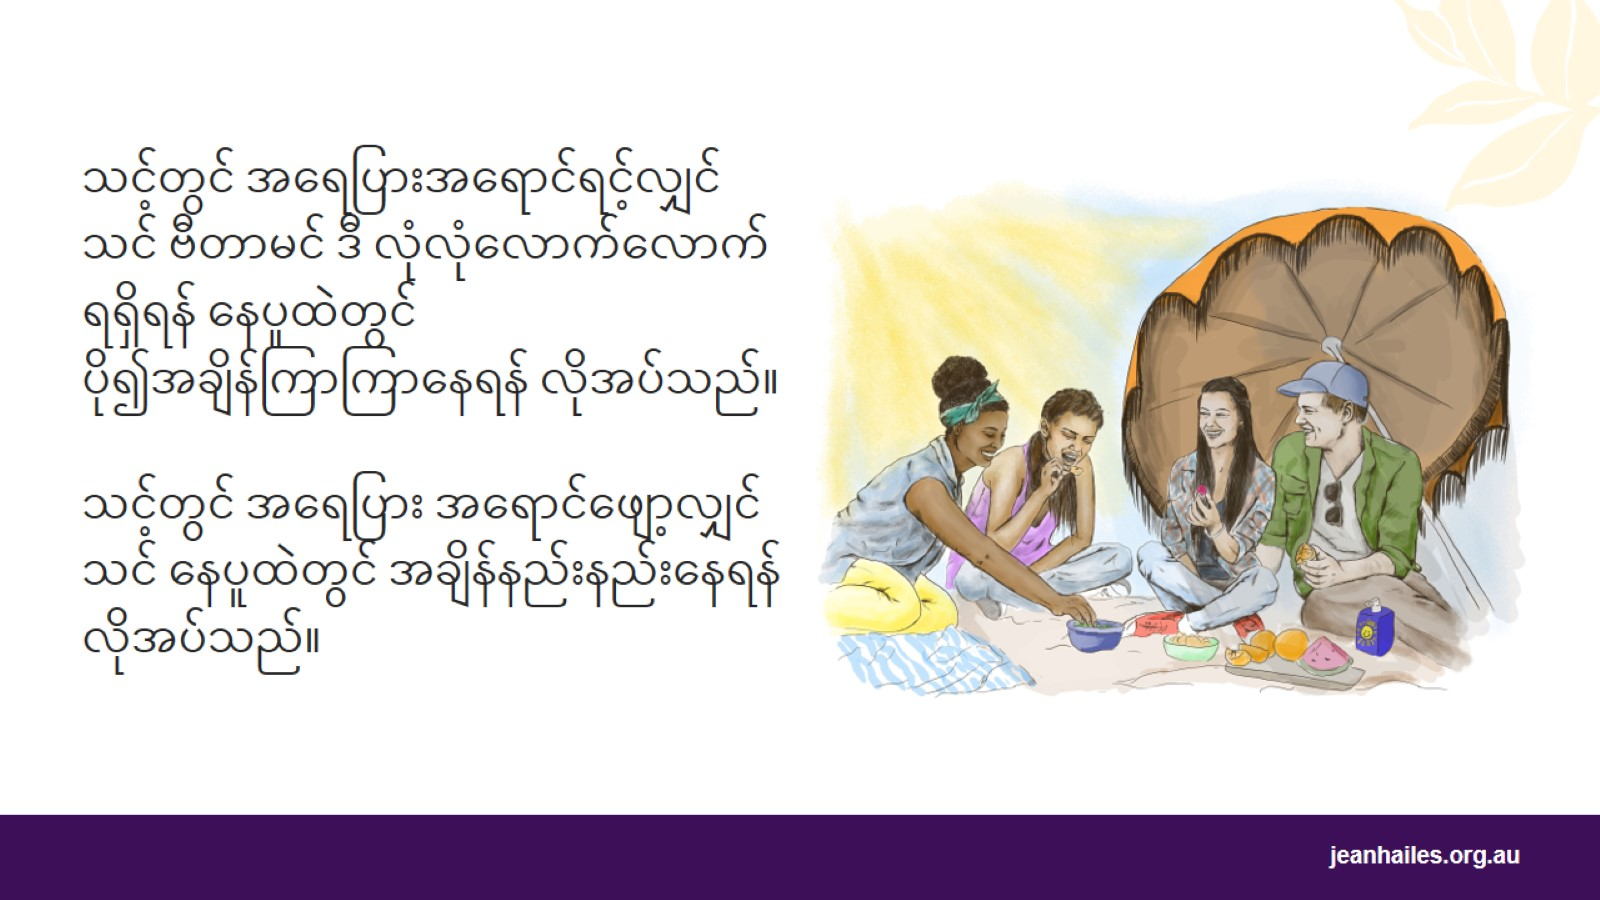 သင့်တွင် အရေပြားအရောင်ရင့်လျှင်
သင် ဗီတာမင် ဒီ လုံလုံလောက်လောက်
ရရှိရန် နေပူထဲတွင်
ပို၍အချိန်ကြာကြာနေရန် လိုအပ်သည်။
သင့်တွင် အရေပြား အရောင်ဖျော့လျှင်
သင် နေပူထဲတွင် အချိန်နည်းနည်းနေရန်
လိုအပ်သည်။
jeanhailes.org.au